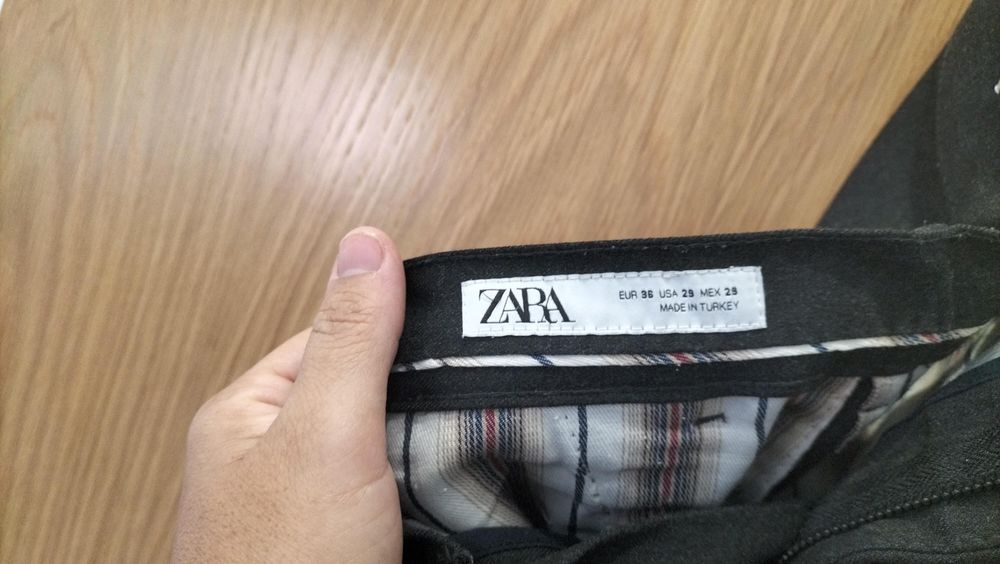 ZARA
EUR 36 USA 29 MEX 29
MADE IN TURKEY